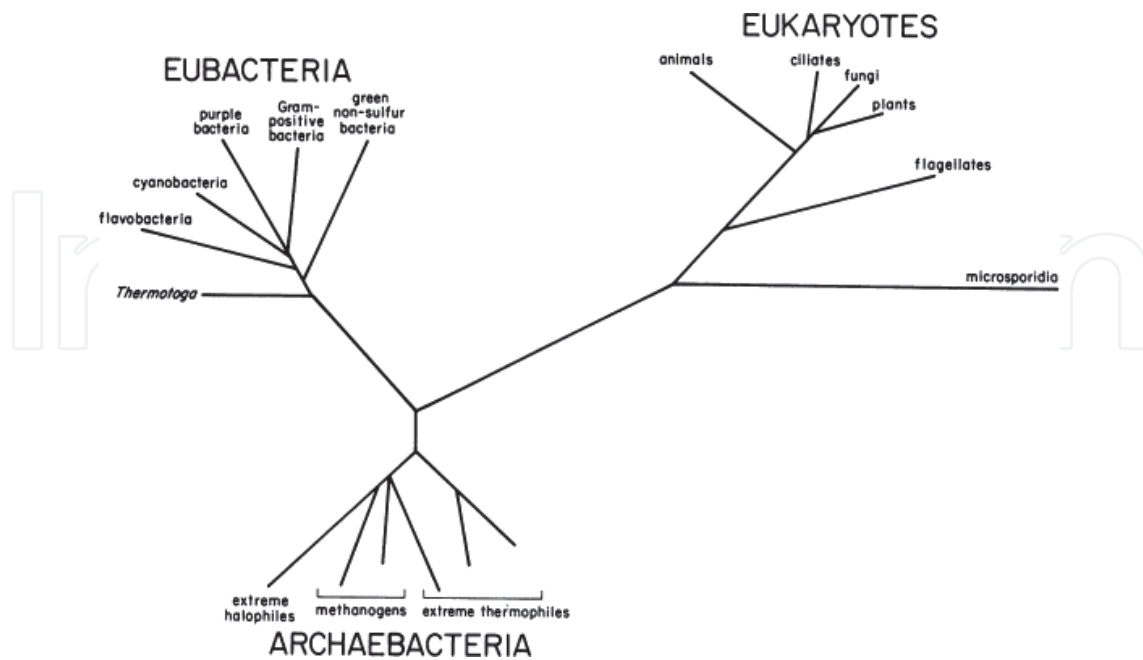 EUKARYOTES
animals
ciliates
fungi
plants
flagellates
microsporidia
EUBACTERIA
purple
bacteria
Gram-
positive
bacteria
green
non-sulfur
bacteria
cyanobacteria
flavobacteria
Thermotoga
extreme
halophiles
methanogens
extreme thermophiles
ARCHAEBACTERIA